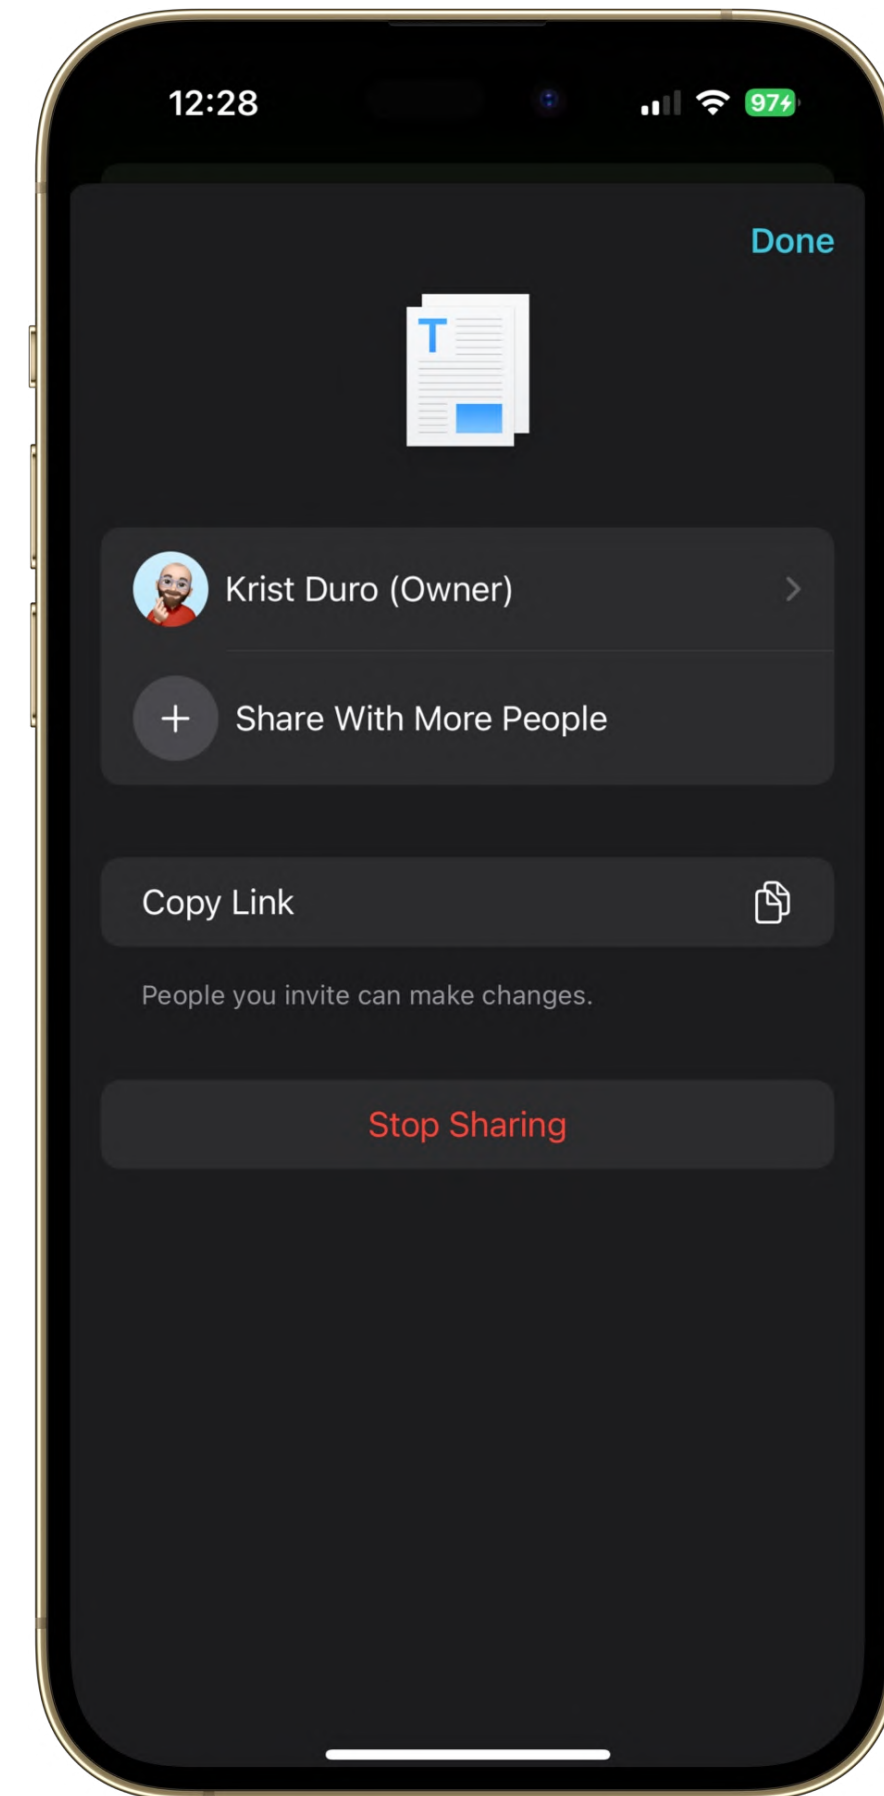 12:28
97
Done
T
Krist Duro (Owner)
Share With More People
Copy Link
People you invite can make changes.
Stop Sharing